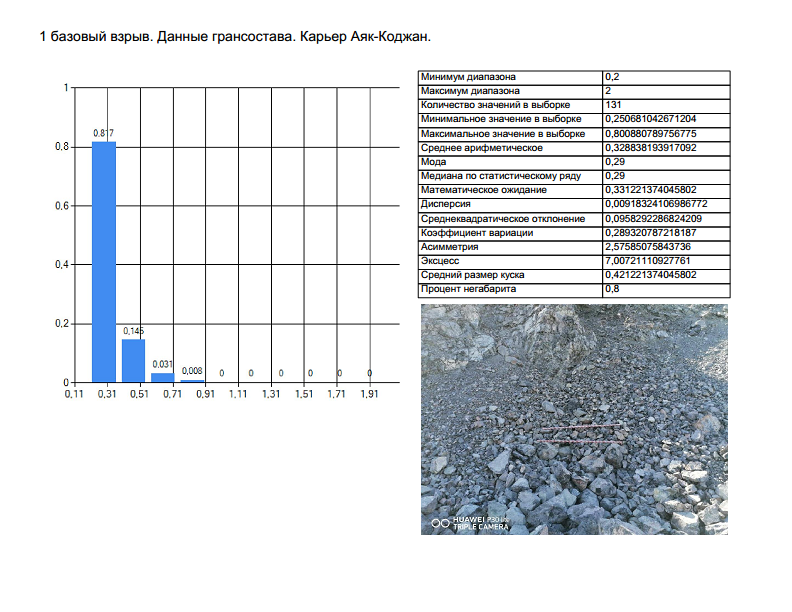 1 базовый взрыв. Данные грансостава. Карьер Аяк-Коджан.
1
0,8
0,6
0,4
0,2
0
0.817
0,145
0.031
0,008
0
0
0
0
0
0
0,11 0,31 0,51 0,71 0,91 1,11 1,31 1,51 1,71 1,91
Минимум диапазона 0,2
Максимум диапазона 2
Количество значений в выборке 131
Минимальное значение в выборке 0,250681042671204
Максимальное значение в выборке 0,800880789756775
Среднее арифметическое 0,328838193917092
Мода 0,29
Медиана по статистическому ряду 0,29
Математическое ожидание 0,331221374045802
Дисперсия 0,00918324106986772
Среднеквадратическое отклонение 0,0958292286824209
Коэффициент вариации 0,289320787218187
Асимметрия 2,57585075843736
Эксцесс 7,00721110927761
Средний размер куска 0,421221374045802
Процент негабарита 0,8
HUAWEI P30 lite
TRIPLE CAMERA